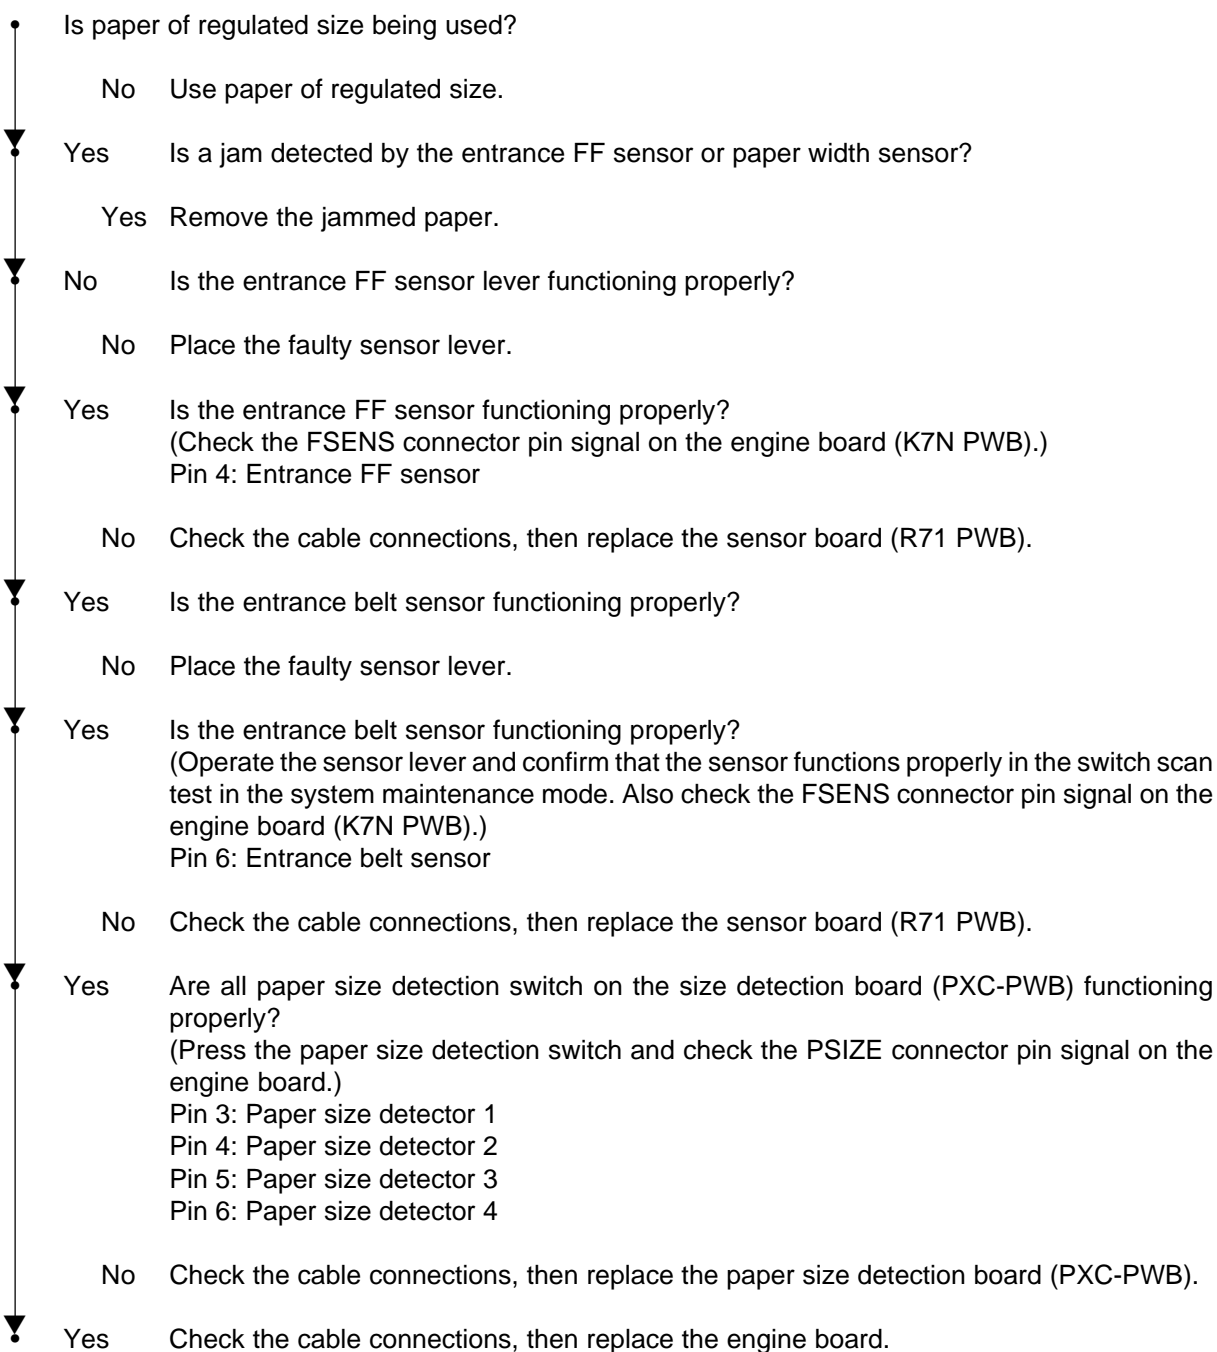 Is paper of regulated size being used?
No Use paper of regulated size.
Yes Is a jam detected by the entrance FF sensor or paper width sensor?
Yes Remove the jammed paper.
No Is the entrance FF sensor lever functioning properly?
No Place the faulty sensor lever.
Yes Is the entrance FF sensor functioning properly?
(Check the FSENS connector pin signal on the engine board (K7N PWB).)
Pin 4: Entrance FF sensor
No Check the cable connections, then replace the sensor board (R71 PWB).
Yes Is the entrance belt sensor functioning properly?
No Place the faulty sensor lever.
Yes Is the entrance belt sensor functioning properly?
(Operate the sensor lever and confirm that the sensor functions properly in the switch scan
test in the system maintenance mode. Also check the FSENS connector pin signal on the
engine board (K7N PWB).)
Pin 6: Entrance belt sensor
No Check the cable connections, then replace the sensor board (R71 PWB).
Yes Are all paper size detection switch on the size detection board (PXC-PWB) functioning
properly?
(Press the paper size detection switch and check the PSIZE connector pin signal on the
engine board.)
Pin 3: Paper size detector 1
Pin 4: Paper size detector 2
Pin 5: Paper size detector 3
Pin 6: Paper size detector 4
No Check the cable connections, then replace the paper size detection board (PXC-PWB).
Yes Check the cable connections, then replace the engine board.